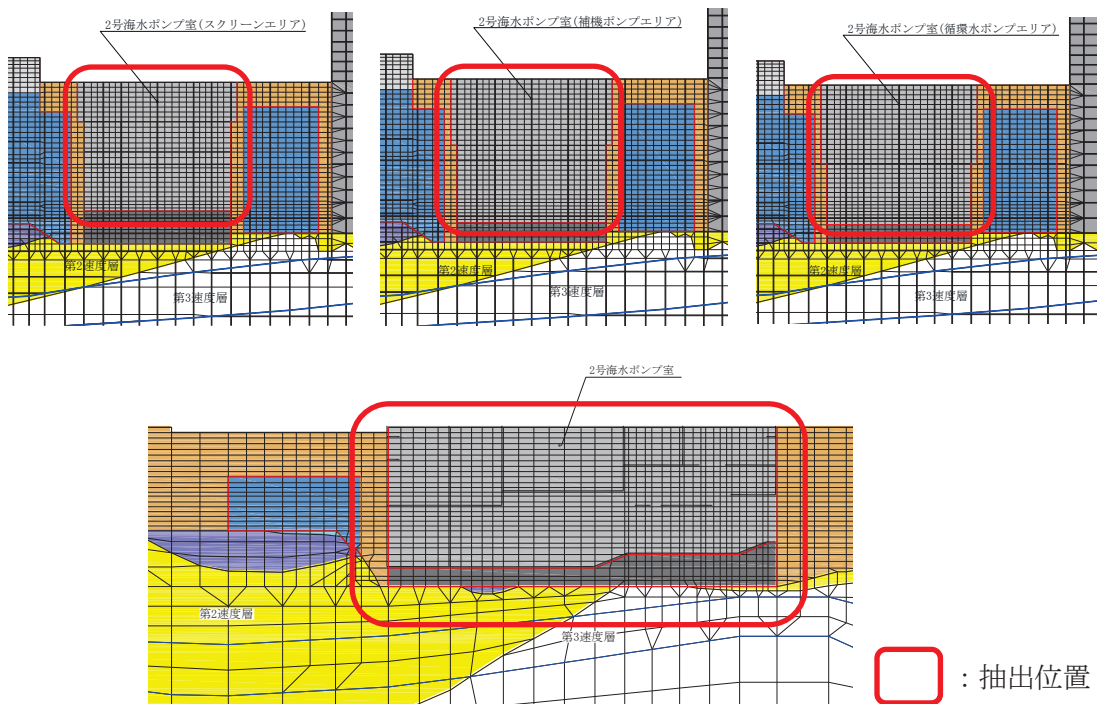 2号海水ポンプ室(スクリーンエリア)
第2速度層
第3速度層
2号海水ポンプ室(補機ポンプエリア)
第2速度層
第3速度層
2号海水ポンプ室(循環水ポンプエリア)
第2速度層
第3速度層
2号海水ポンプ室
第2速度層
第3速度層
：抽出位置